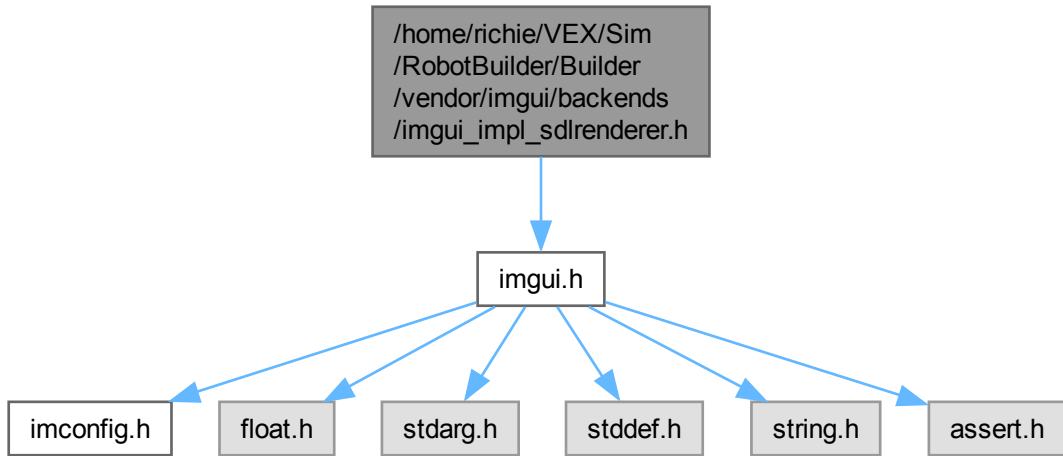 /home/richie/VEX/Sim
/RobotBuilder/Builder
/vendor/imgui/backends
/imgui_impl_sdlrenderer.h
imgui.h
imconfig.h
float.h
stdarg.h
stddef.h
string.h
assert.h